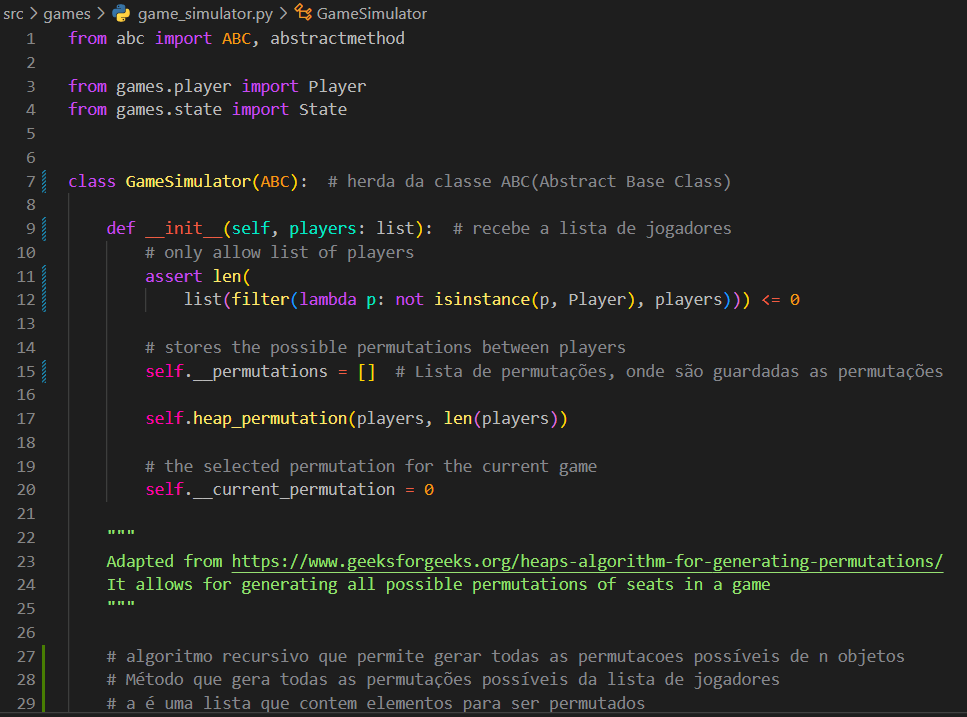 src > games > game_simulator.py > GameSimulator
1 from abc import ABC, abstractmethod
2
3 from games.player import Player
4 from games.state import State
5
6
7 class GameSimulator(ABC):  # herda da classe ABC(Abstract Base Class)
8
9     def __init__(self, players: list):  # recebe a lista de jogadores
10         # only allow list of players
11         assert len(
12             list(filter(lambda p: not isinstance(p, Player), players))) <= 0
13
14         # stores the possible permutations between players
15         self.__permutations = []  # Lista de permutações, onde são guardadas as permutações
16
17         self.heap_permutation(players, len(players))
18
19         # the selected permutation for the current game
20         self.__current_permutation = 0
21
22     """
23     Adapted from https://www.geeksforgeeks.org/heaps-algorithm-for-generating-permutations/
24     It allows for generating all possible permutations of seats in a game
25     """
26
27     # algoritmo recursivo que permite gerar todas as permutacoes possíveis de n objetos
28     # Método que gera todas as permutações possíveis da lista de jogadores
29     # a é uma lista que contem elementos para ser permutados